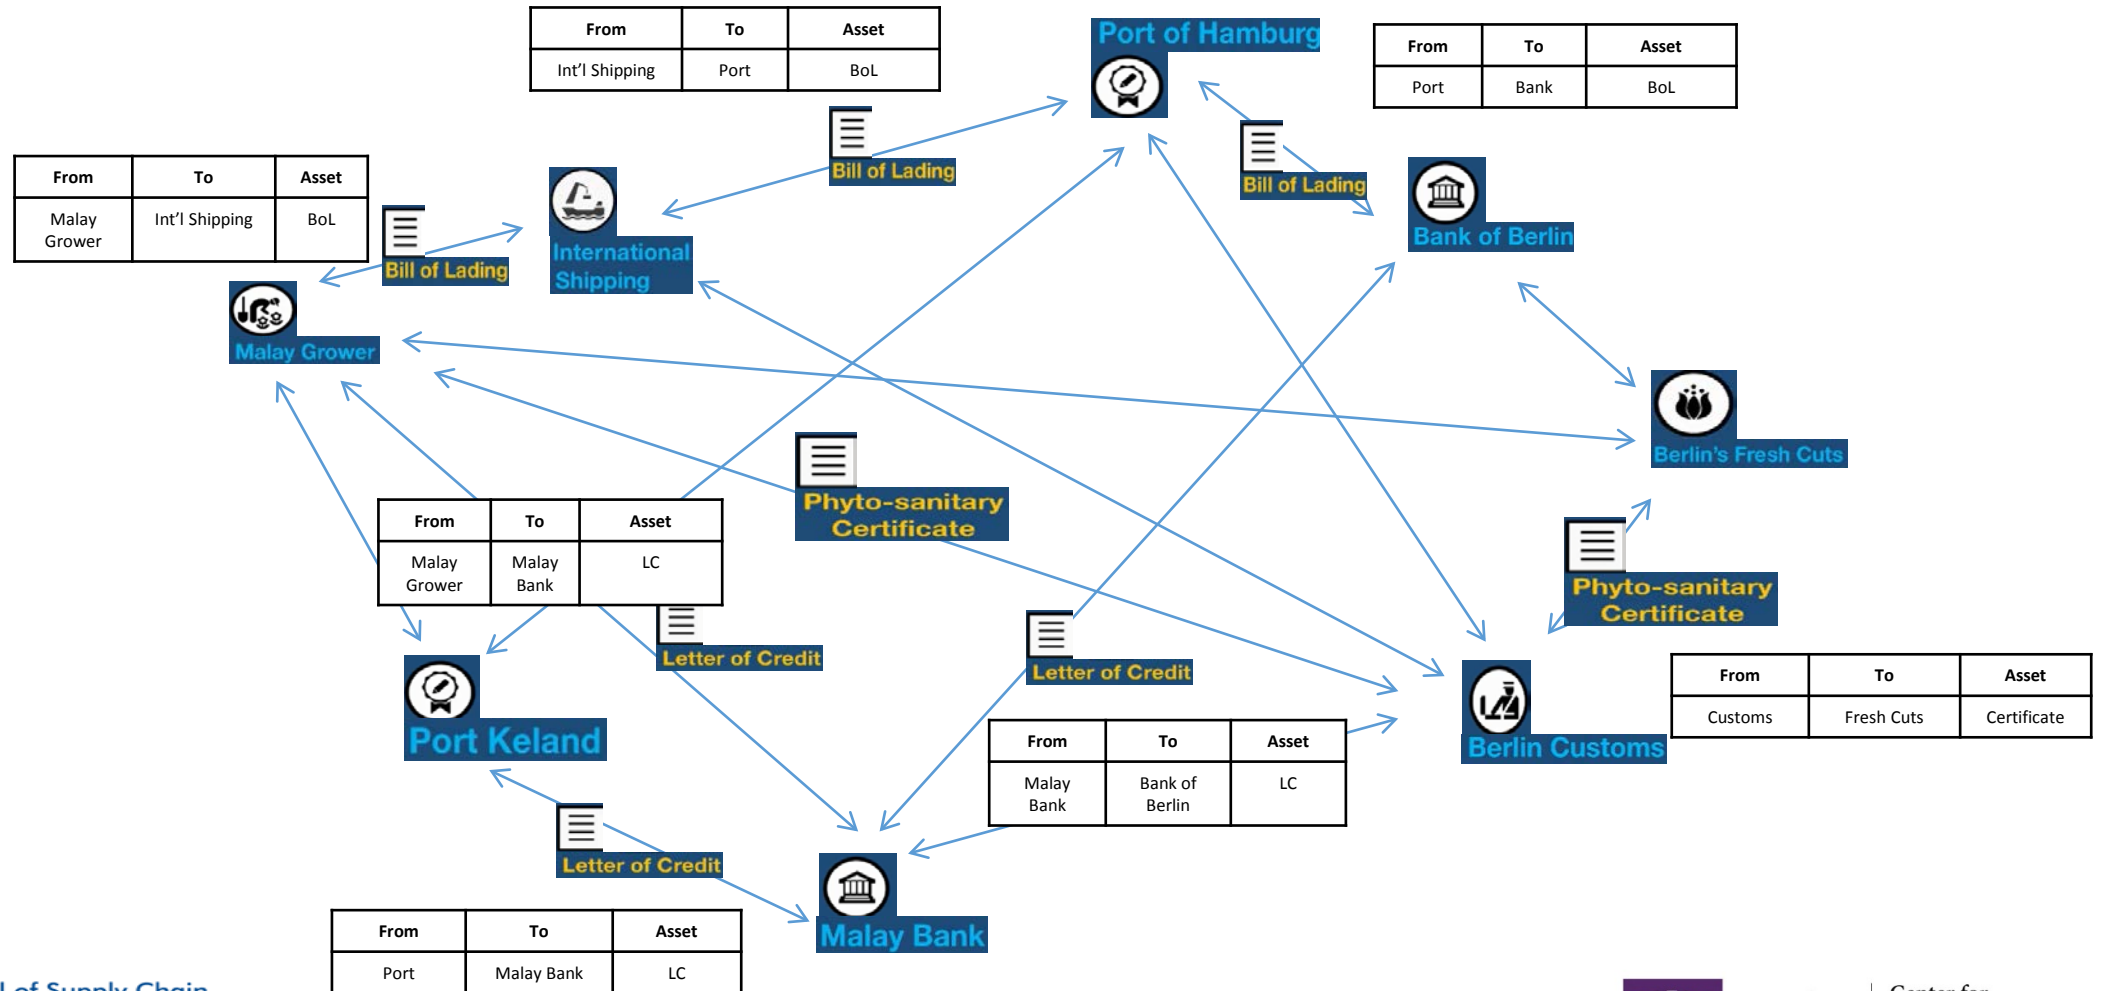 From To Asset
Int'l Shipping Port BoL
Port of Hamburg
From To Asset
Port Bank BoL
Bill of Lading
Bill of Lading
From To Asset
Malay Int'l Shipping BoL
Grower
Bill of Lading
International
Shipping
Bank of Berlin
Malay Grower
Berlin's Fresh Cuts
Phyto-sanitary
Certificate
From To Asset
Malay Malay LC
Grower Bank
Phyto-sanitary
Certificate
Letter of Credit
Letter of Credit
Port Keland
From To Asset
Malay Bank of LC
Bank Berlin
Berlin Customs
From To Asset
Customs Fresh Cuts Certificate
Letter of Credit
Malay Bank
From To Asset
Port Malay Bank LC
of Supply Chain
Center for